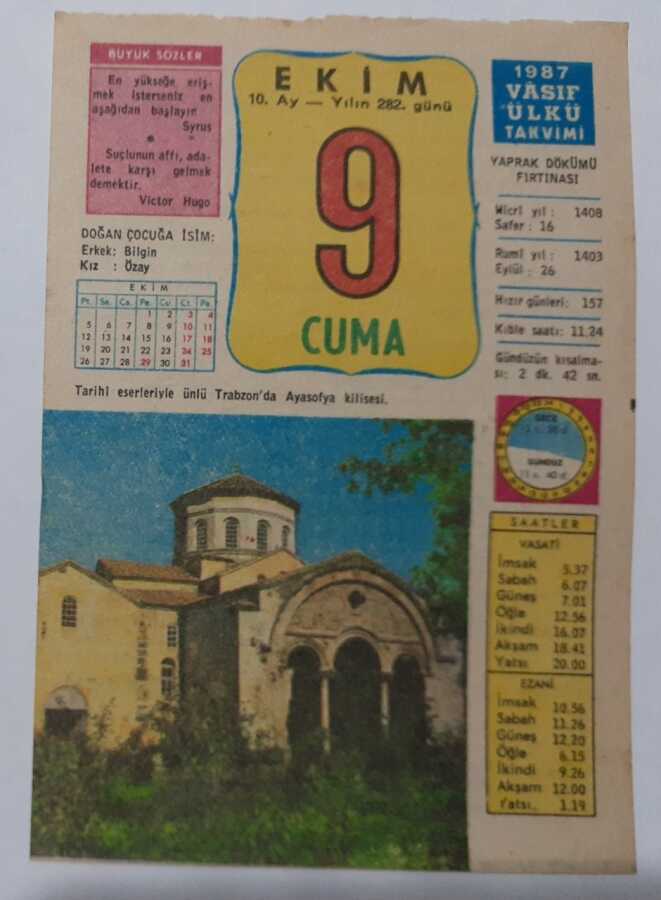 BÜYÜK SÖZLER
En yükseğe eriş-
mek isterseniz en
aşağıdan başlayın
Syrus
Suçlunun affı, ada-
lete karşı gelmek
demektir.
Victor Hugo
DOĞAN ÇOCUĞA İSİM:
Erkek: Bilgin
Kız : Özay
EKİM
Pt. Sa. Ça. Pe. Cu. Ct. Pa.
1 2 3 4
5 6 7 8 9 10 11
12 13 14 15 16 17 18
19 20 21 22 23 24 25
26 27 28 29 30 31
EKİM
10. Ay — Yılın 282. günü
9
CUMA
1987
VÂSIF
ÜLKÜ
TAKVİMİ
YAPRAK DÖKÜMÜ
FIRTINASI
Hicrî yıl: 1408
Safer : 16
Rumî yıl : 1403
Eylül : 26
Hızır günleri: 157
Kıble saati: 11.24
Gündüzün kısalma-
sı: 2 dk. 42 sn.
GECE
GÜNDÜZ
SAATLER
VASATİ
İmsak 5.37
Sabah 6.07
Güneş 7.01
Öğle 12.56
İkindi 16.07
Akşam 18.41
Yatsı 20.00
EZANİ
İmsak 10.56
Sabah 11.26
Güneş 12.20
Öğle 6.15
İkindi 9.26
Akşam 12.00
Yatsı. 1.19
Tarihî eserleriyle ünlü Trabzon'da Ayasofya kilisesi.